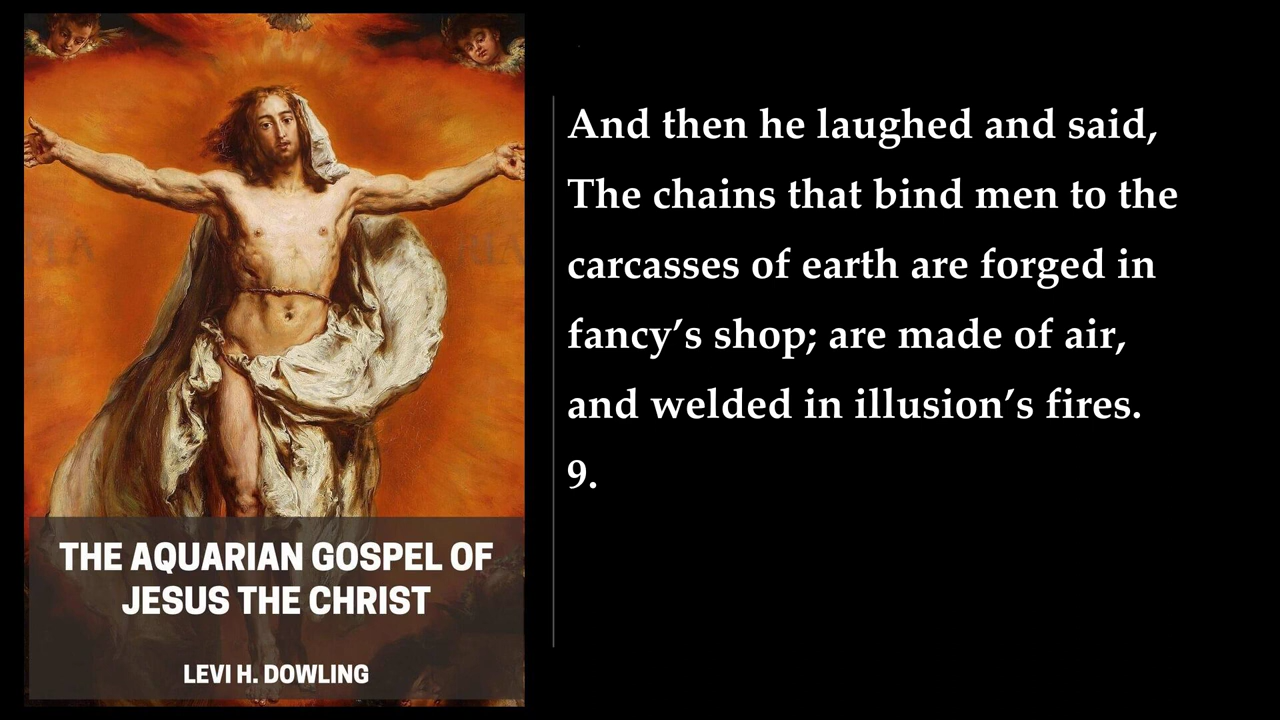 And then he laughed and said,
The chains that bind men to the
carcasses of earth are forged in
fancy’s shop; are made of air,
and welded in illusion’s fires.
9.
THE AQUARIAN GOSPEL OF
JESUS THE CHRIST
LEVI H. DOWLING